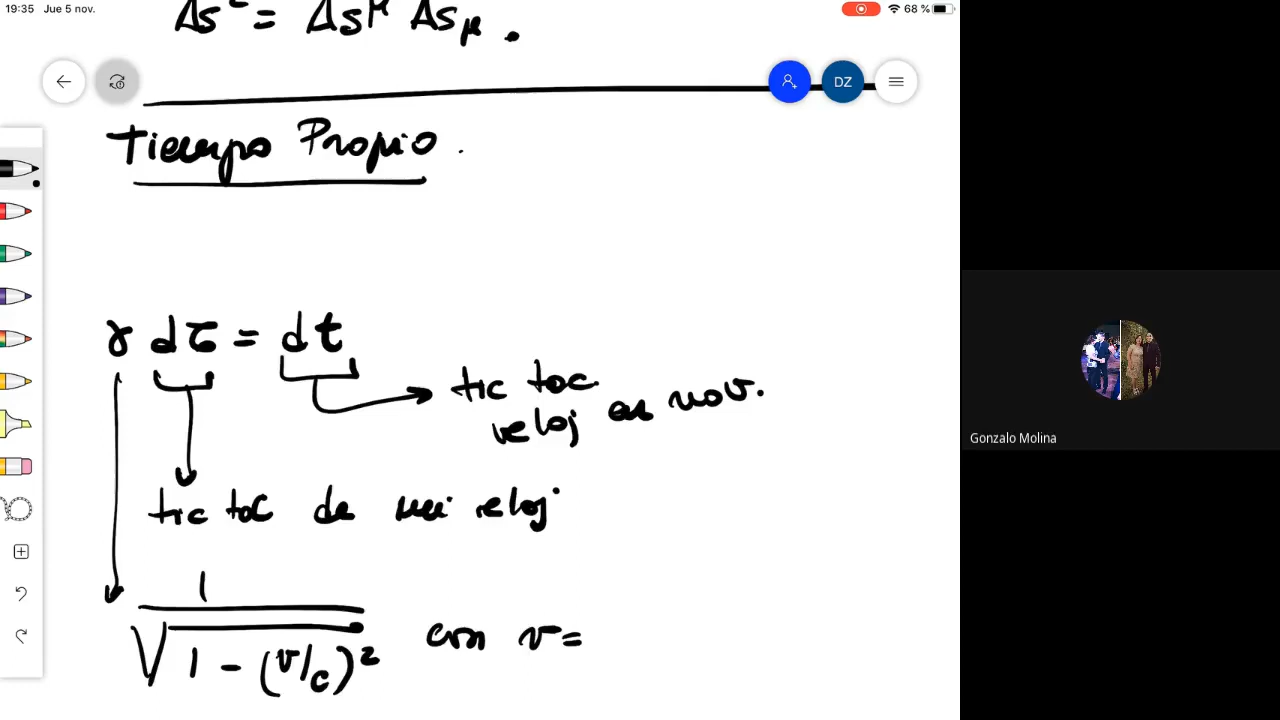 19:35 Jue 5 nov.
68 %
Δs² = Δs^μ Δs_μ .
DZ
Tiempo Propio .
γ dτ = dt
tic toc
reloj en mov.
tic toc de mi reloj
1
√1 - (v/c)² con v=
Gonzalo Molina